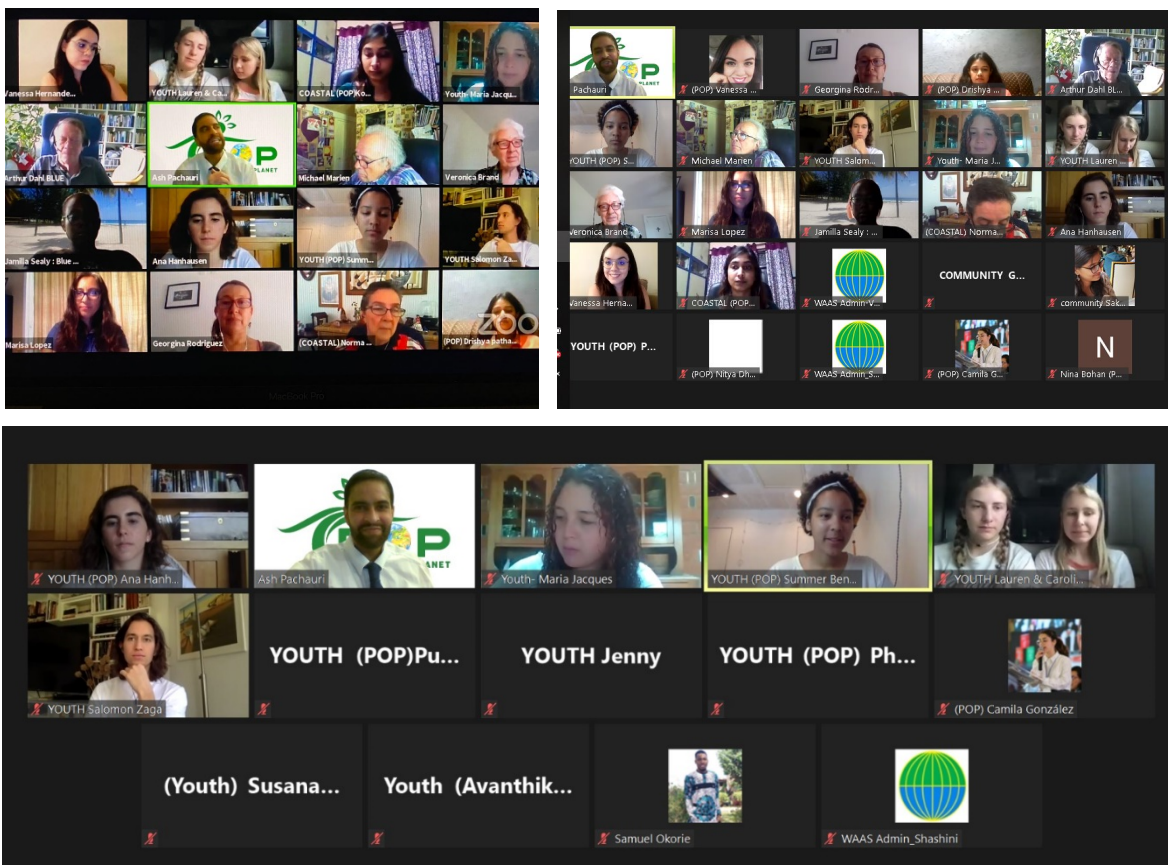 Vanessa Hernande...
YOUTH Lauren & Ca...
COASTAL (POP)Ko...
Youth- Maria Jacqu...
Arthur Dahl BLUE
P
PLANET
Ash Pachauri
Michael Marien
Veronica Brand
Jamilla Sealy : Blue ...
Ana Hanhausen
YOUTH (POP) Summ...
YOUTH Salomon Za...
Marisa Lopez
Georgina Rodriguez
(COASTAL) Norma ...
ZOO
(POP) Drishya patha...
MacBook Pro
P
PLANET
Pachauri
(POP) Vanessa ...
Georgina Rodr...
(POP) Drishya ...
Arthur Dahl BL...
YOUTH (POP) S...
Michael Marien
YOUTH Salom...
Youth- Maria J...
YOUTH Lauren ...
Veronica Brand
Marisa Lopez
Jamilla Sealy : ...
(COASTAL) Norma...
Ana Hanhausen
Vanessa Herna...
COASTAL (POP...
WAAS Admin-V...
COMMUNITY G...
community Sak...
YOUTH (POP) P...
(POP) Nitya Dh...
WAAS Admin_S...
(POP) Camila G...
N
Nina Bohan (P...
YOUTH (POP) Ana Hanh...
P
ANET
Ash Pachauri
Youth- Maria Jacques
YOUTH (POP) Summer Ben...
YOUTH Lauren & Caroli...
YOUTH Salomon Zaga
YOUTH (POP)Pu...
YOUTH Jenny
YOUTH (POP) Ph...
(POP) Camila González
(Youth) Susana...
Youth (Avanthik...
Samuel Okorie
WAAS Admin_Shashini